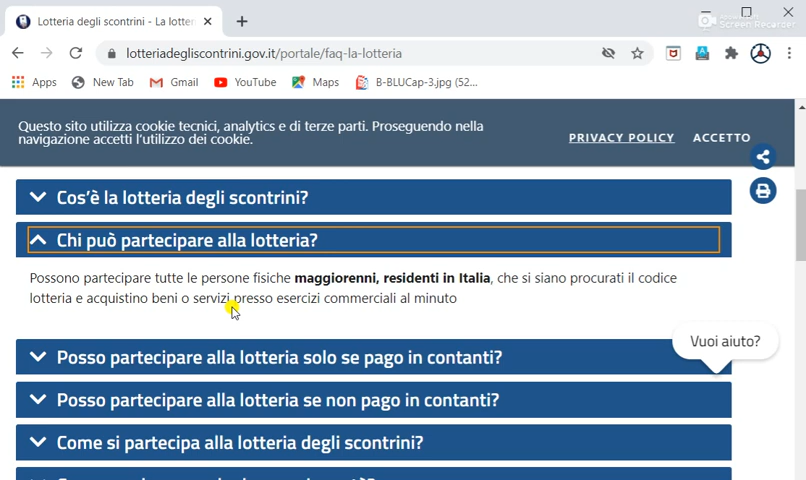 Lotteria degli scontrini - La lotter
Screen Recorder
lotteriadegliscontrini.gov.it/portale/faq-la-lotteria
Apps New Tab Gmail YouTube Maps B-BLUCap-3.jpg (52...
Questo sito utilizza cookie tecnici, analytics e di terze parti. Proseguendo nella
navigazione accetti l'utilizzo dei cookie.
PRIVACY POLICY ACCETTO
Cos'è la lotteria degli scontrini?
Chi può partecipare alla lotteria?
Possono partecipare tutte le persone fisiche maggiorenni, residenti in Italia, che si siano procurati il codice
lotteria e acquistino beni o servizi presso esercizi commerciali al minuto
Vuoi aiuto?
Posso partecipare alla lotteria solo se pago in contanti?
Posso partecipare alla lotteria se non pago in contanti?
Come si partecipa alla lotteria degli scontrini?